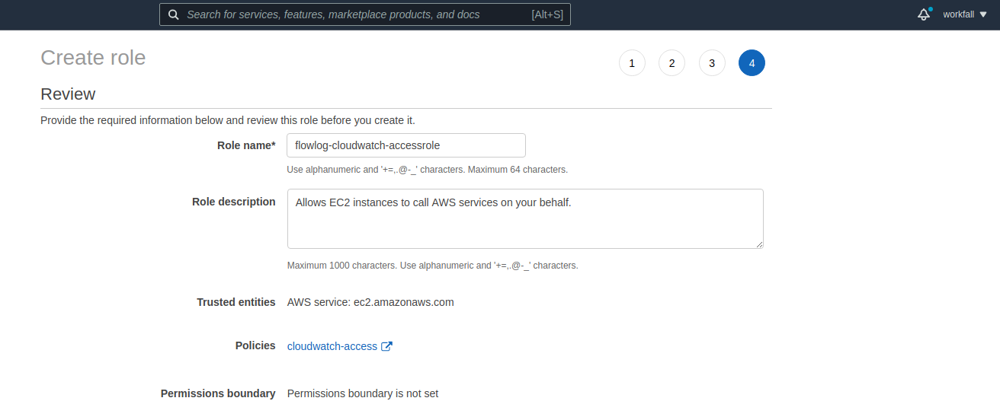 Search for services, features, marketplace products, and docs [Alt+S] workfall
Create role 1 2 3 4
Review
Provide the required information below and review this role before you create it.
Role name* flowlog-cloudwatch-accessrole
Use alphanumeric and '+=,.@-_' characters. Maximum 64 characters.
Role description Allows EC2 instances to call AWS services on your behalf.
Maximum 1000 characters. Use alphanumeric and '+=,.@-_' characters.
Trusted entities AWS service: ec2.amazonaws.com
Policies cloudwatch-access
Permissions boundary Permissions boundary is not set